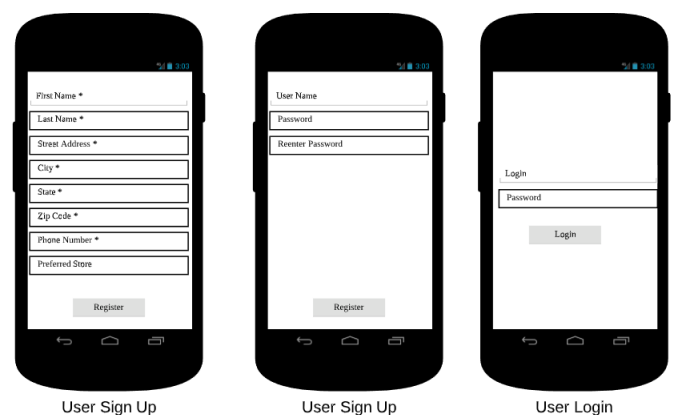 3:03
First Name *
Last Name *
Street Address *
City *
State *
Zip Code *
Phone Number *
Preferred Store
Register
User Sign Up
3:03
User Name
Password
Reenter Password
Register
User Sign Up
3:03
Login
Password
Login
User Login